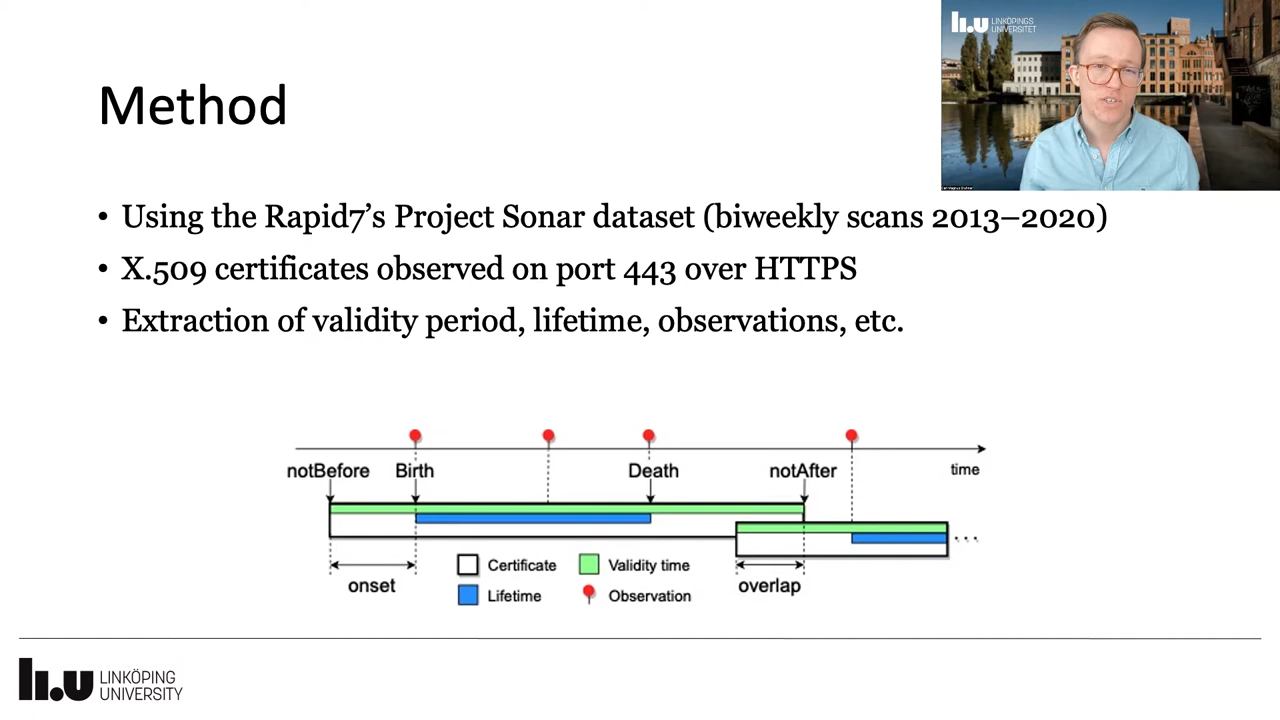 LINKÖPINGS
UNIVERSITET
Method
• Using the Rapid7's Project Sonar dataset (biweekly scans 2013–2020)
• X.509 certificates observed on port 443 over HTTPS
• Extraction of validity period, lifetime, observations, etc.
notBefore Birth Death notAfter time
onset
Certificate Validity time
Lifetime Observation
overlap
...
li.u LINKÖPING
UNIVERSITY